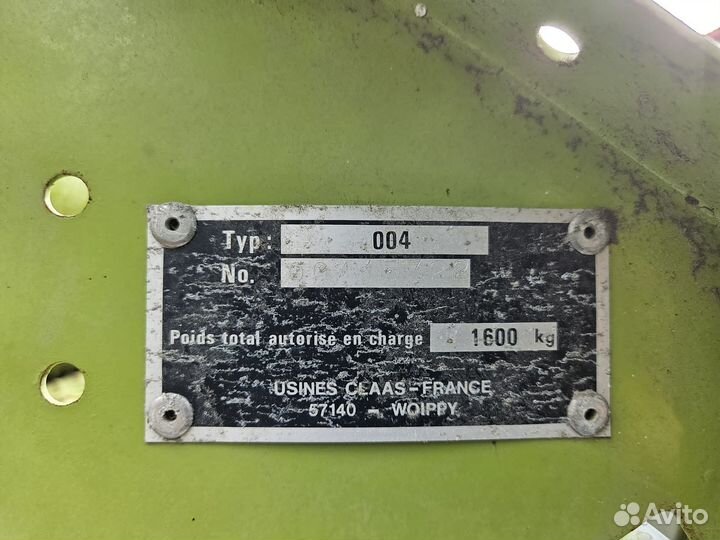 Typ: 004
No.
Poids total autorise en charge 1600 kg
USINES CLAAS-FRANCE
57140 - WOIPPY
Avito